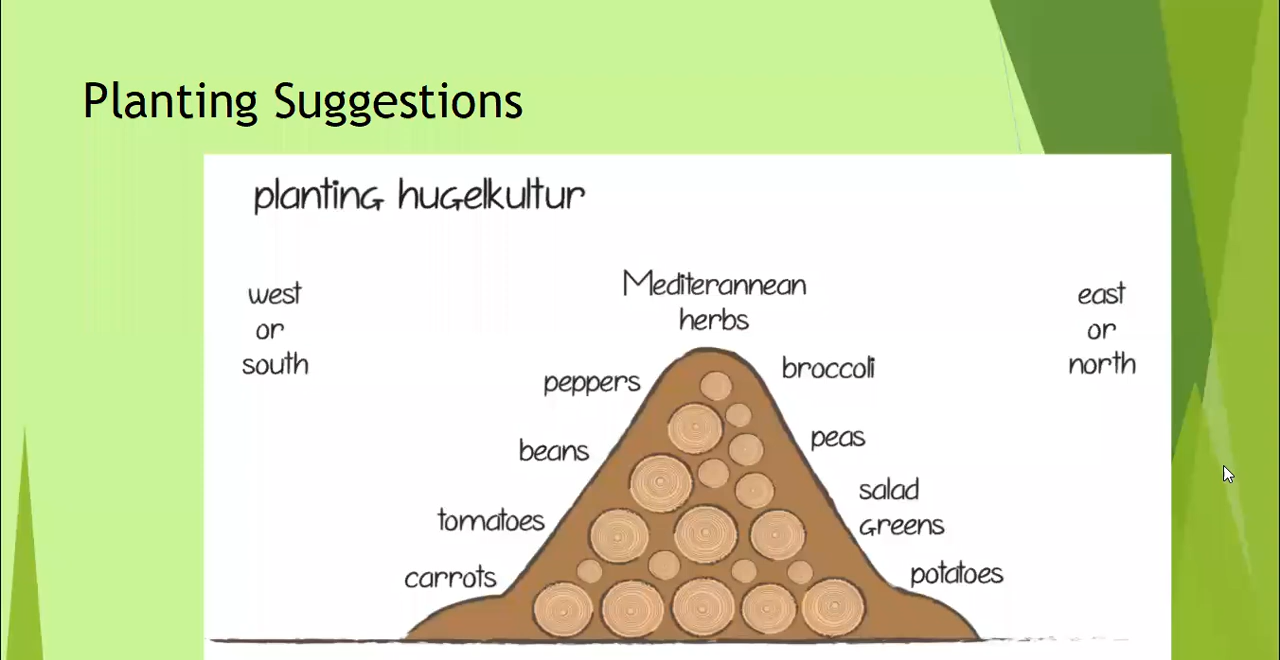 Planting Suggestions
planting hugelkultur
Mediterannean
herbs
west
or
south
east
or
north
peppers
broccoli
beans
peas
tomatoes
salad
greens
carrots
potatoes